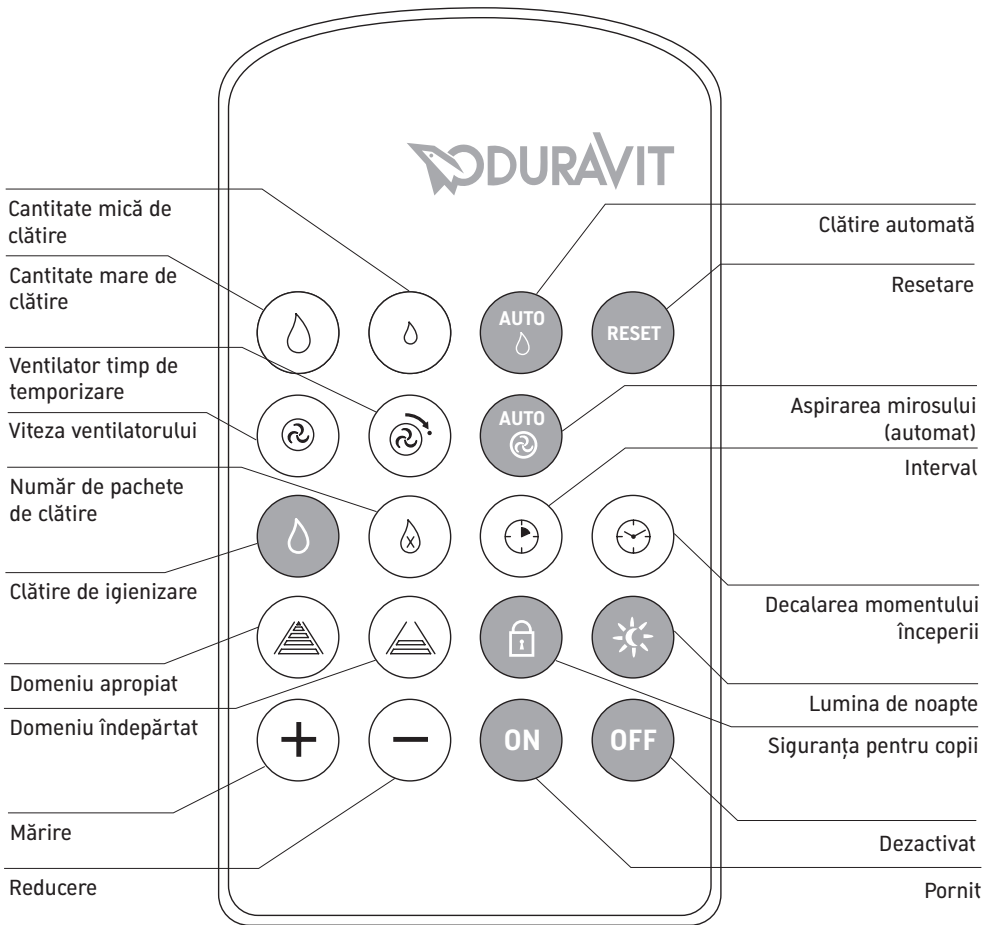 DURAVIT
Cantitate mică de
clătire
Cantitate mare de
clătire
Ventilator timp de
temporizare
Viteza ventilatorului
Număr de pachete
de clătire
Clătire de igienizare
Domeniu apropiat
Domeniu îndepărtat
Mărire
Reducere
AUTO
RESET
AUTO
X
+
−
ON
OFF
Clătire automată
Resetare
Aspirarea mirosului
(automat)
Interval
Decalarea momentului
începerii
Lumina de noapte
Siguranța pentru copii
Dezactivat
Pornit